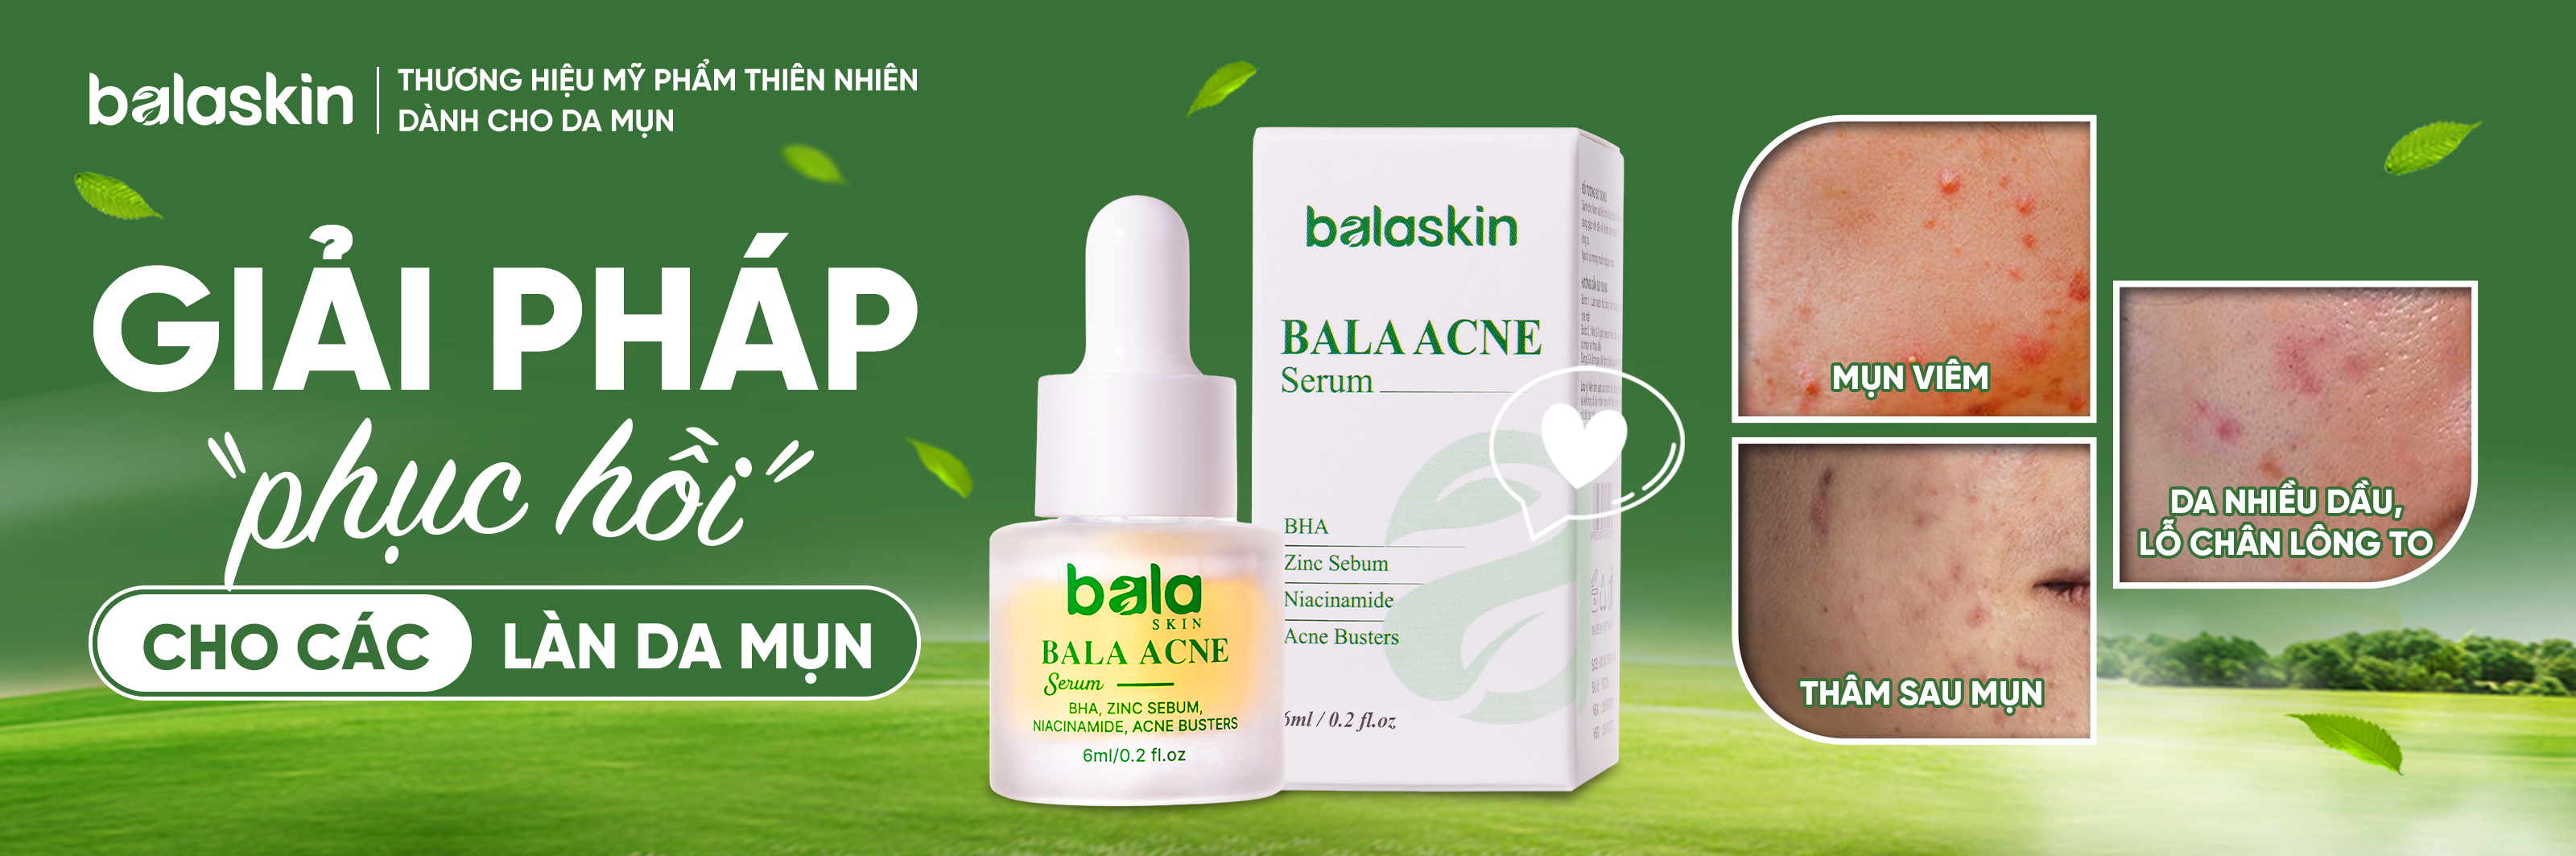 balaskin
THƯƠNG HIỆU MỸ PHẨM THIÊN NHIÊN
DÀNH CHO DA MỤN
GIẢI PHÁP
"phục hồi"
CHO CÁC LÀN DA MỤN
bala
SKIN
BALA ACNE
Serum
BHA, ZINC SEBUM,
NIACINAMIDE, ACNE BUSTERS
6ml/0.2 fl.oz
balaskin
BALA ACNE
Serum
BHA
Zinc Sebum
Niacinamide
Acne Busters
6ml / 0.2 fl.oz
MỤN VIÊM
THÂM SAU MỤN
DA NHIỀU DẦU,
LỖ CHÂN LÔNG TO